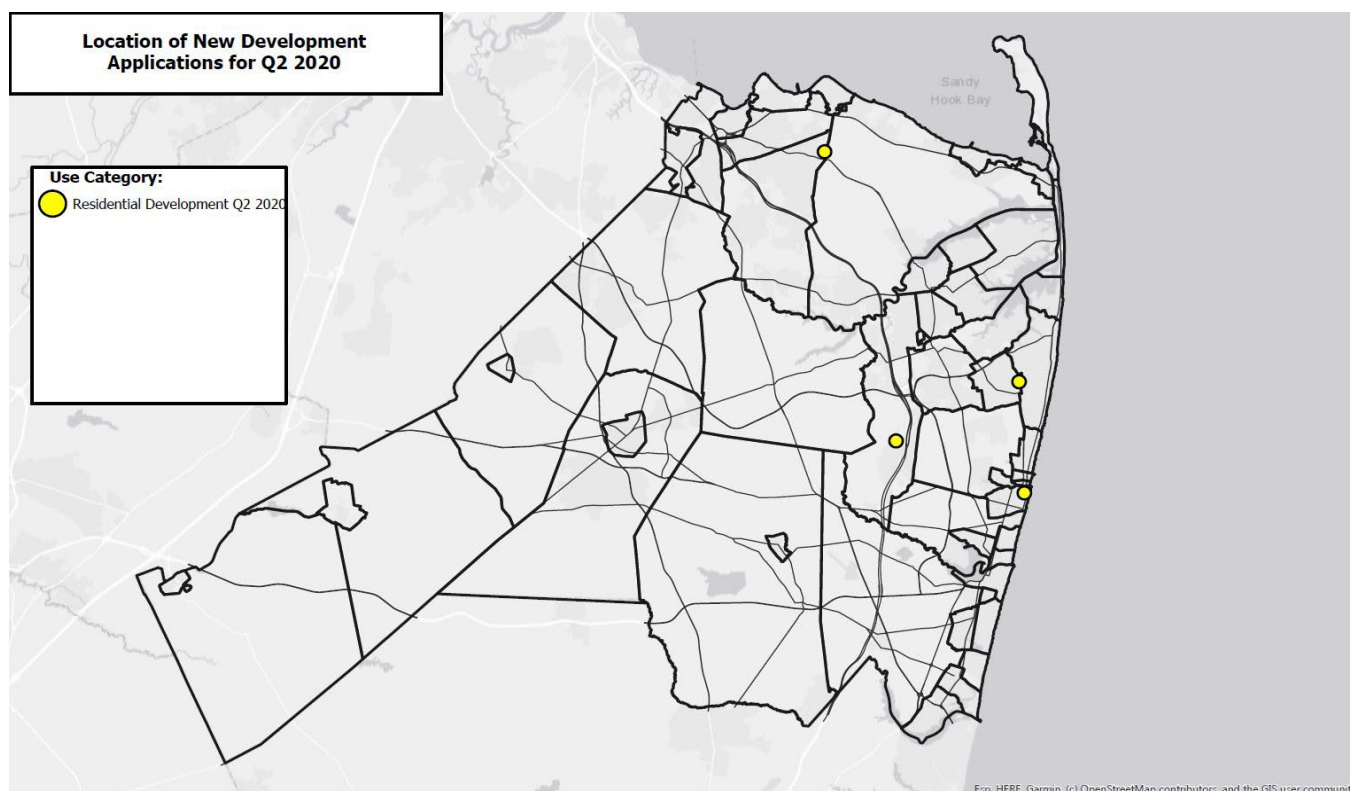 Location of New Development
Applications for Q2 2020
Sandy
Hook Bay
Use Category:
Residential Development Q2 2020
Esri, HERE, Garmin, (c) OpenStreetMap contributors, and the GIS user communit